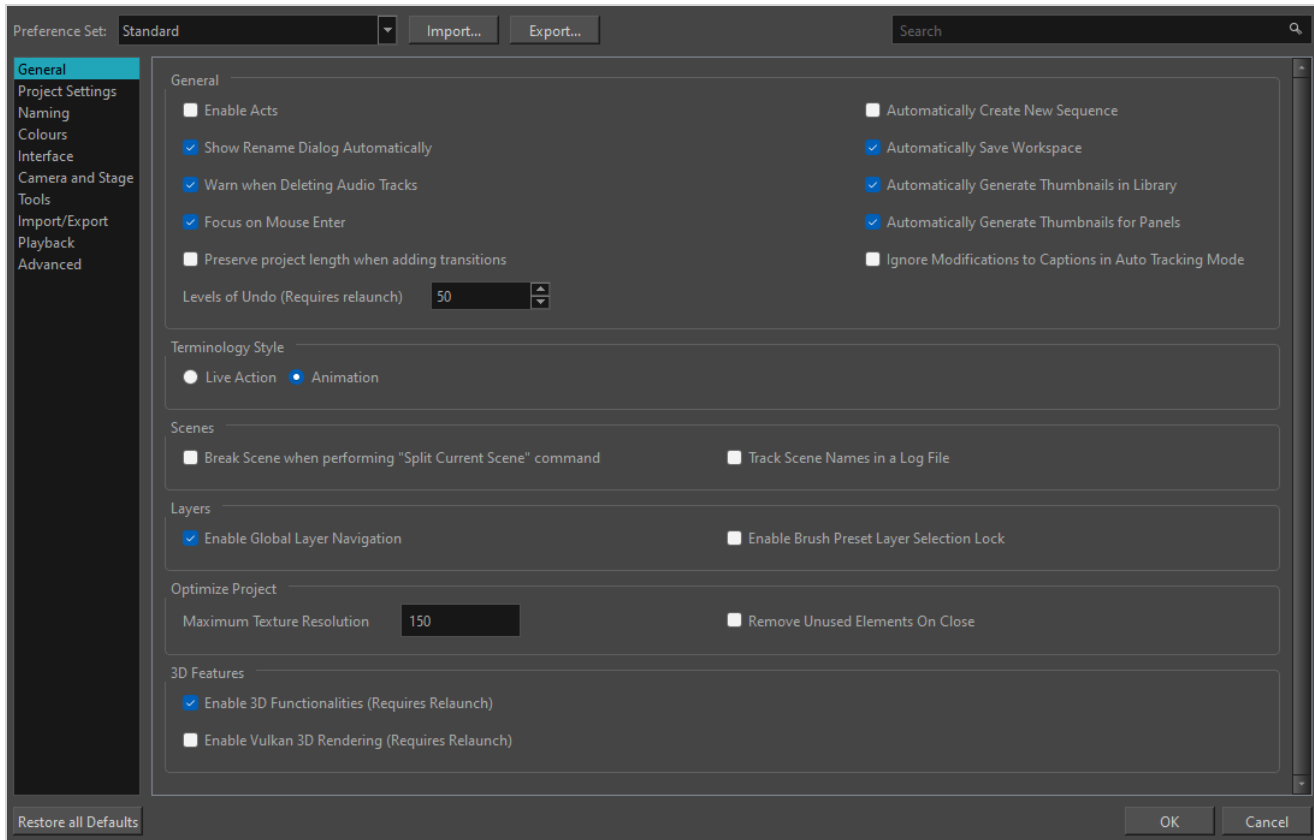 Preference Set: Standard Import... Export... Search
General
Project Settings
Naming
Colours
Interface
Camera and Stage
Tools
Import/Export
Playback
Advanced
General
Enable Acts Automatically Create New Sequence
Show Rename Dialog Automatically Automatically Save Workspace
Warn when Deleting Audio Tracks Automatically Generate Thumbnails in Library
Focus on Mouse Enter Automatically Generate Thumbnails for Panels
Preserve project length when adding transitions Ignore Modifications to Captions in Auto Tracking Mode
Levels of Undo (Requires relaunch) 50
Terminology Style
Live Action Animation
Scenes
Break Scene when performing "Split Current Scene" command Track Scene Names in a Log File
Layers
Enable Global Layer Navigation Enable Brush Preset Layer Selection Lock
Optimize Project
Maximum Texture Resolution 150 Remove Unused Elements On Close
3D Features
Enable 3D Functionalities (Requires Relaunch)
Enable Vulkan 3D Rendering (Requires Relaunch)
Restore all Defaults OK Cancel